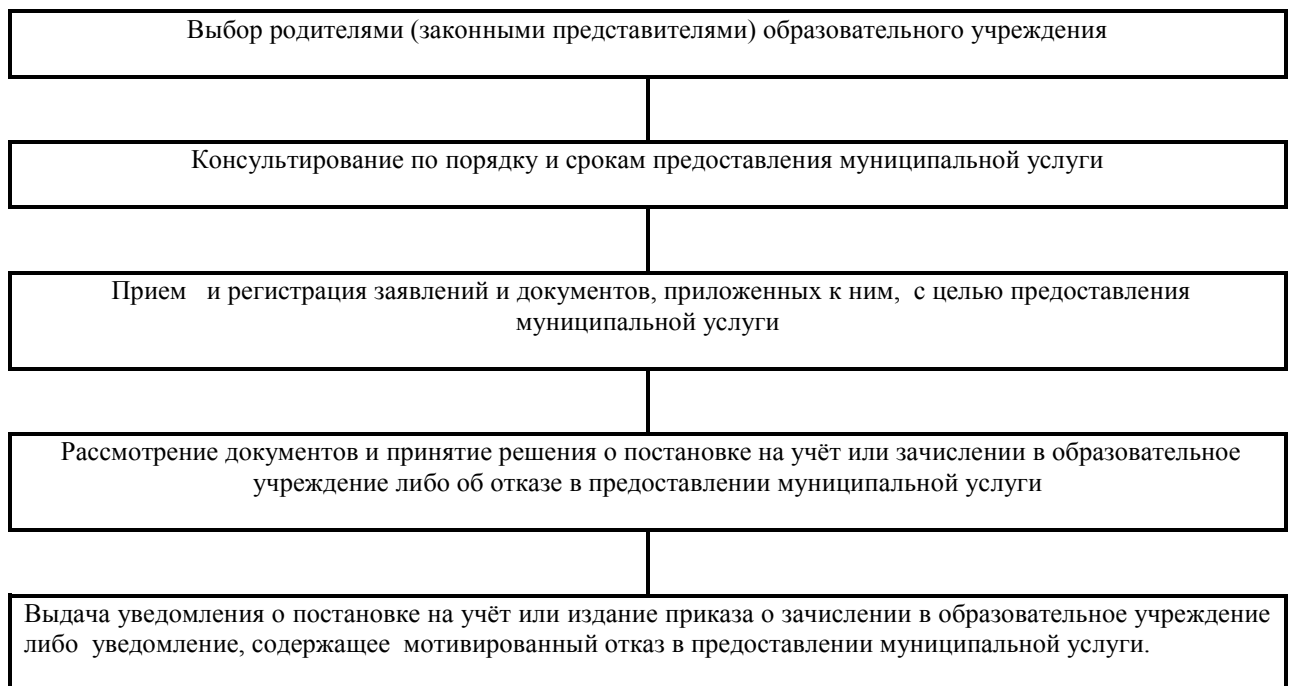 Выбор родителями (законными представителями) образовательного учреждения
Консультирование по порядку и срокам предоставления муниципальной услуги
Прием и регистрация заявлений и документов, приложенных к ним, с целью предоставления
муниципальной услуги
Рассмотрение документов и принятие решения о постановке на учёт или зачислении в образовательное
учреждение либо об отказе в предоставлении муниципальной услуги
Выдача уведомления о постановке на учёт или издание приказа о зачислении в образовательное учреждение
либо уведомление, содержащее мотивированный отказ в предоставлении муниципальной услуги.